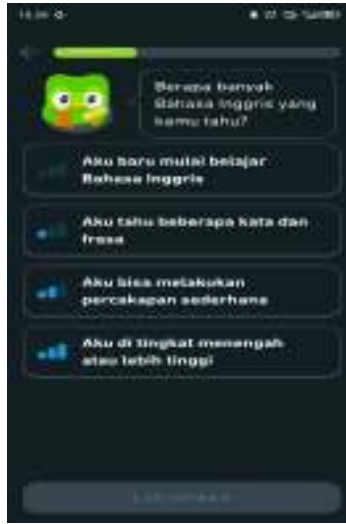 Berapa banyak
Bahasa Inggris yang
kamu tahu?
Aku baru mulai belajar
Bahasa Inggris
Aku tahu beberapa kata dan
frasa
Aku bisa melakukan
percakapan sederhana
Aku di tingkat menengah
atau lebih tinggi